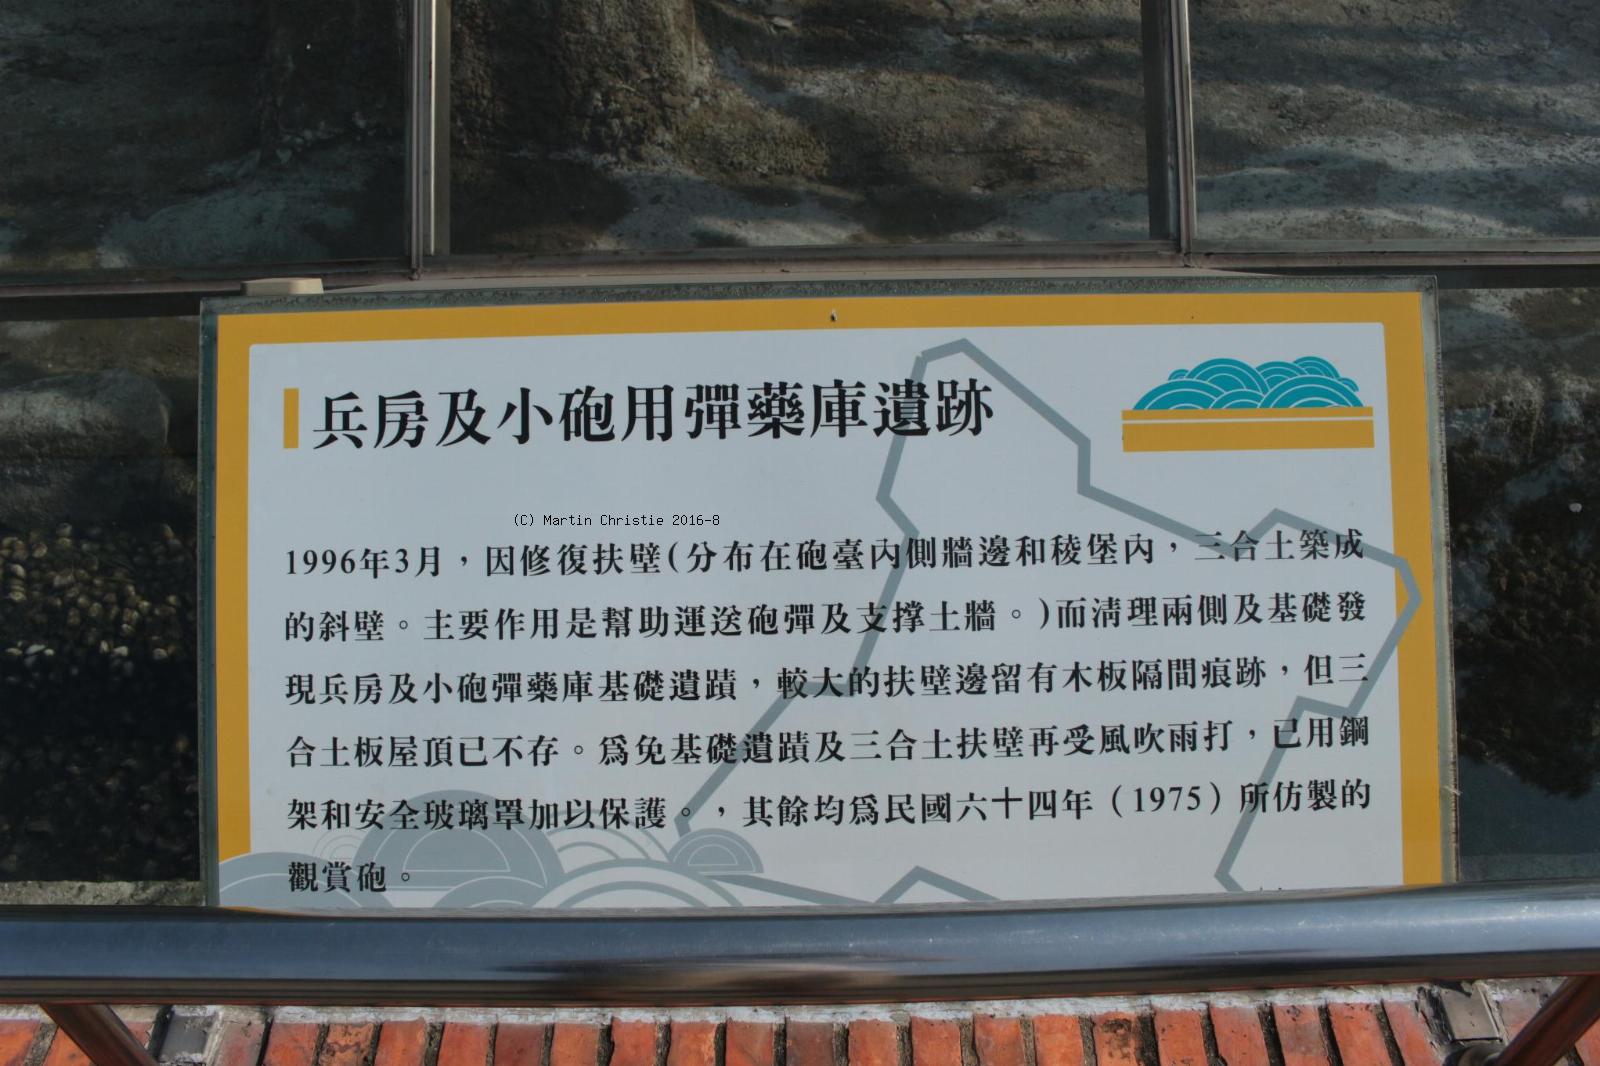 兵房及小砲用彈藥庫遺跡
(C) Martin Christie 2016-8
1996年3月，因修復扶壁(分布在砲臺內側牆邊和稜堡內，三合土築成
的斜壁。主要作用是幫助運送砲彈及支撐土牆。)而清理兩側及基礎發
現兵房及小砲彈藥庫基礎遺蹟，較大的扶壁邊留有木板隔間痕跡，但三
合土板屋頂已不存。爲免基礎遺蹟及三合土扶壁再受風吹雨打，已用鋼
架和安全玻璃罩加以保護。，其餘均爲民國六十四年（1975）所仿製的
觀賞砲。